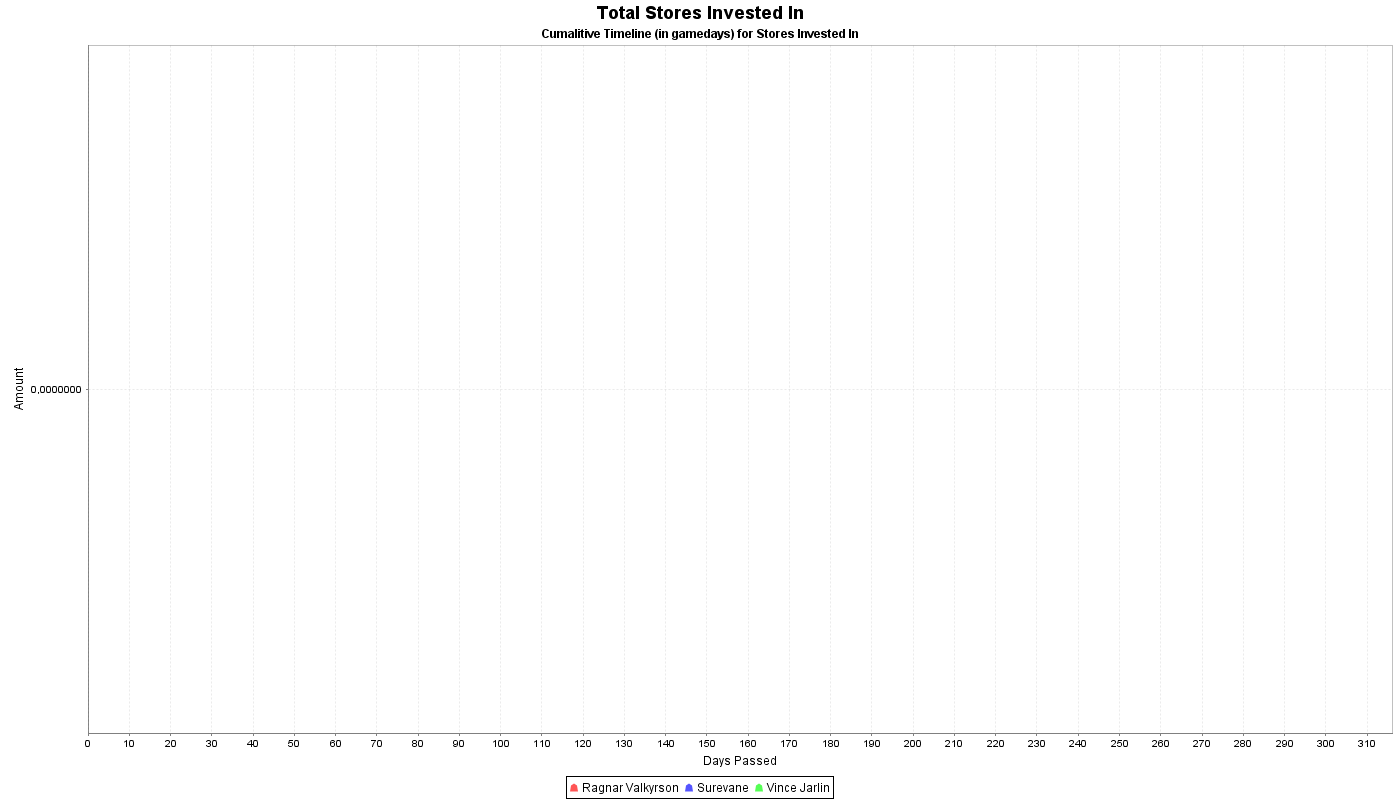 Total Stores Invested In
Cumalitive Timeline (in gamedays) for Stores Invested In
Amount
0,0000000
0 10 20 30 40 50 60 70 80 90 100 110 120 130 140 150 160 170 180 190 200 210 220 230 240 250 260 270 280 290 300 310
Days Passed
Ragnar Valkyrson Surevane Vince Jarlin